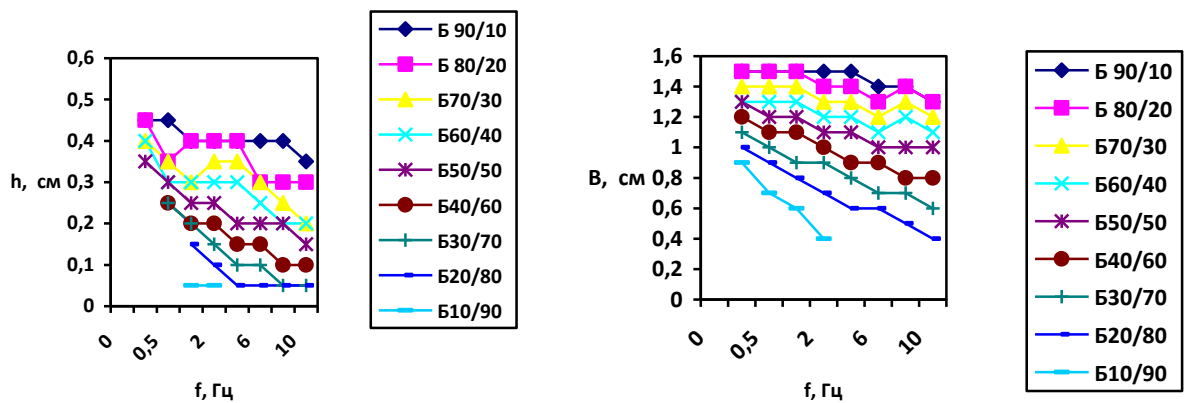 0,6
0,5
0,4
h, см 0,3
0,2
0,1
0
0 0,5 2 6 10
f, Гц
Б 90/10
Б 80/20
Б70/30
Б60/40
Б50/50
Б40/60
Б30/70
Б20/80
Б10/90
1,6
1,4
1,2
1
В, см 0,8
0,6
0,4
0,2
0
0 0,5 2 6 10
f, Гц
Б 90/10
Б 80/20
Б70/30
Б60/40
Б50/50
Б40/60
Б30/70
Б20/80
Б10/90